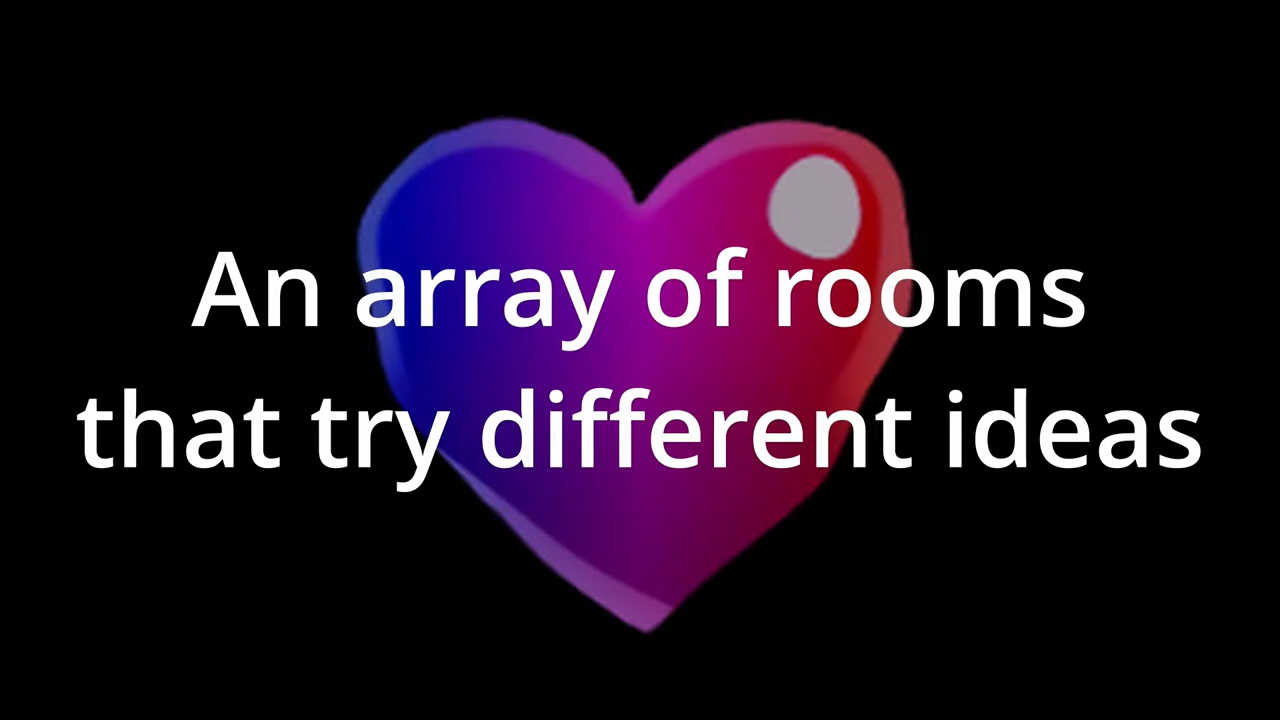 An array of rooms
that try different ideas